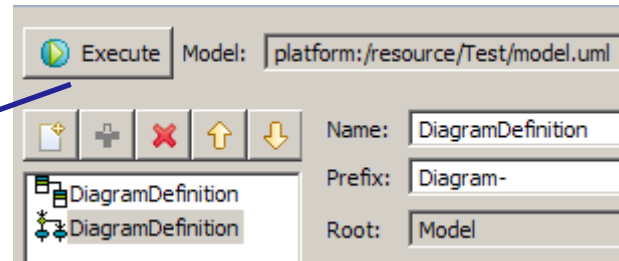 Execute Model: platform:/resource/Test/model.uml
Name: DiagramDefinition
Prefix: Diagram-
DiagramDefinition
DiagramDefinition
Root: Model